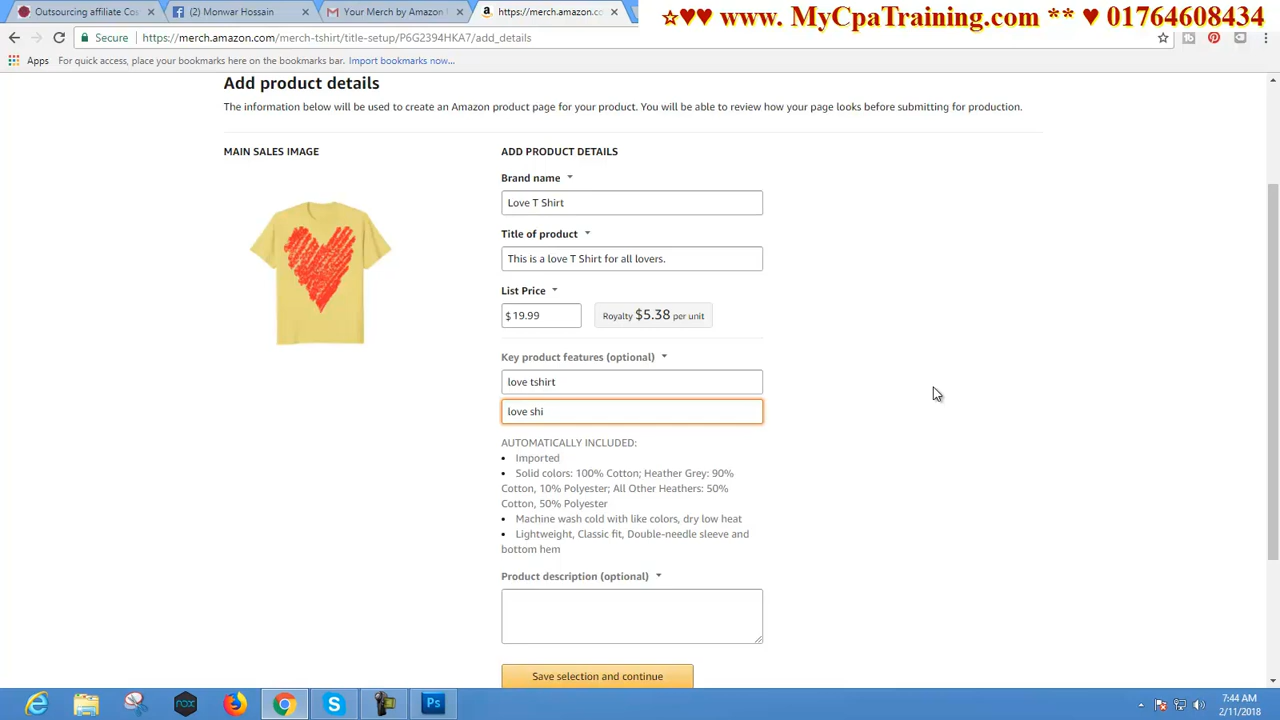 ☆♥♥ www. MyCpaTraining.com ** ♥ 01764608434
Outsourcing affiliate Cos
(2) Monwar Hossain
Your Merch by Amazon
https://merch.amazon.co
Secure
https://merch.amazon.com/merch-tshirt/title-setup/P6G2394HKA7/add_details
Apps
For quick access, place your bookmarks here on the bookmarks bar. Import bookmarks now...
Add product details
The information below will be used to create an Amazon product page for your product. You will be able to review how your page looks before submitting for production.
MAIN SALES IMAGE
ADD PRODUCT DETAILS
Brand name
Love T Shirt
Title of product
This is a love T Shirt for all lovers.
List Price
$ 19.99
Royalty $5.38 per unit
Key product features (optional)
love tshirt
love shi
AUTOMATICALLY INCLUDED:
• Imported
• Solid colors: 100% Cotton; Heather Grey: 90%
Cotton, 10% Polyester; All Other Heathers: 50%
Cotton, 50% Polyester
• Machine wash cold with like colors, dry low heat
• Lightweight, Classic fit, Double-needle sleeve and
bottom hem
Product description (optional)
Save selection and continue
nox
S
Ps
7:44 AM
2/11/2018